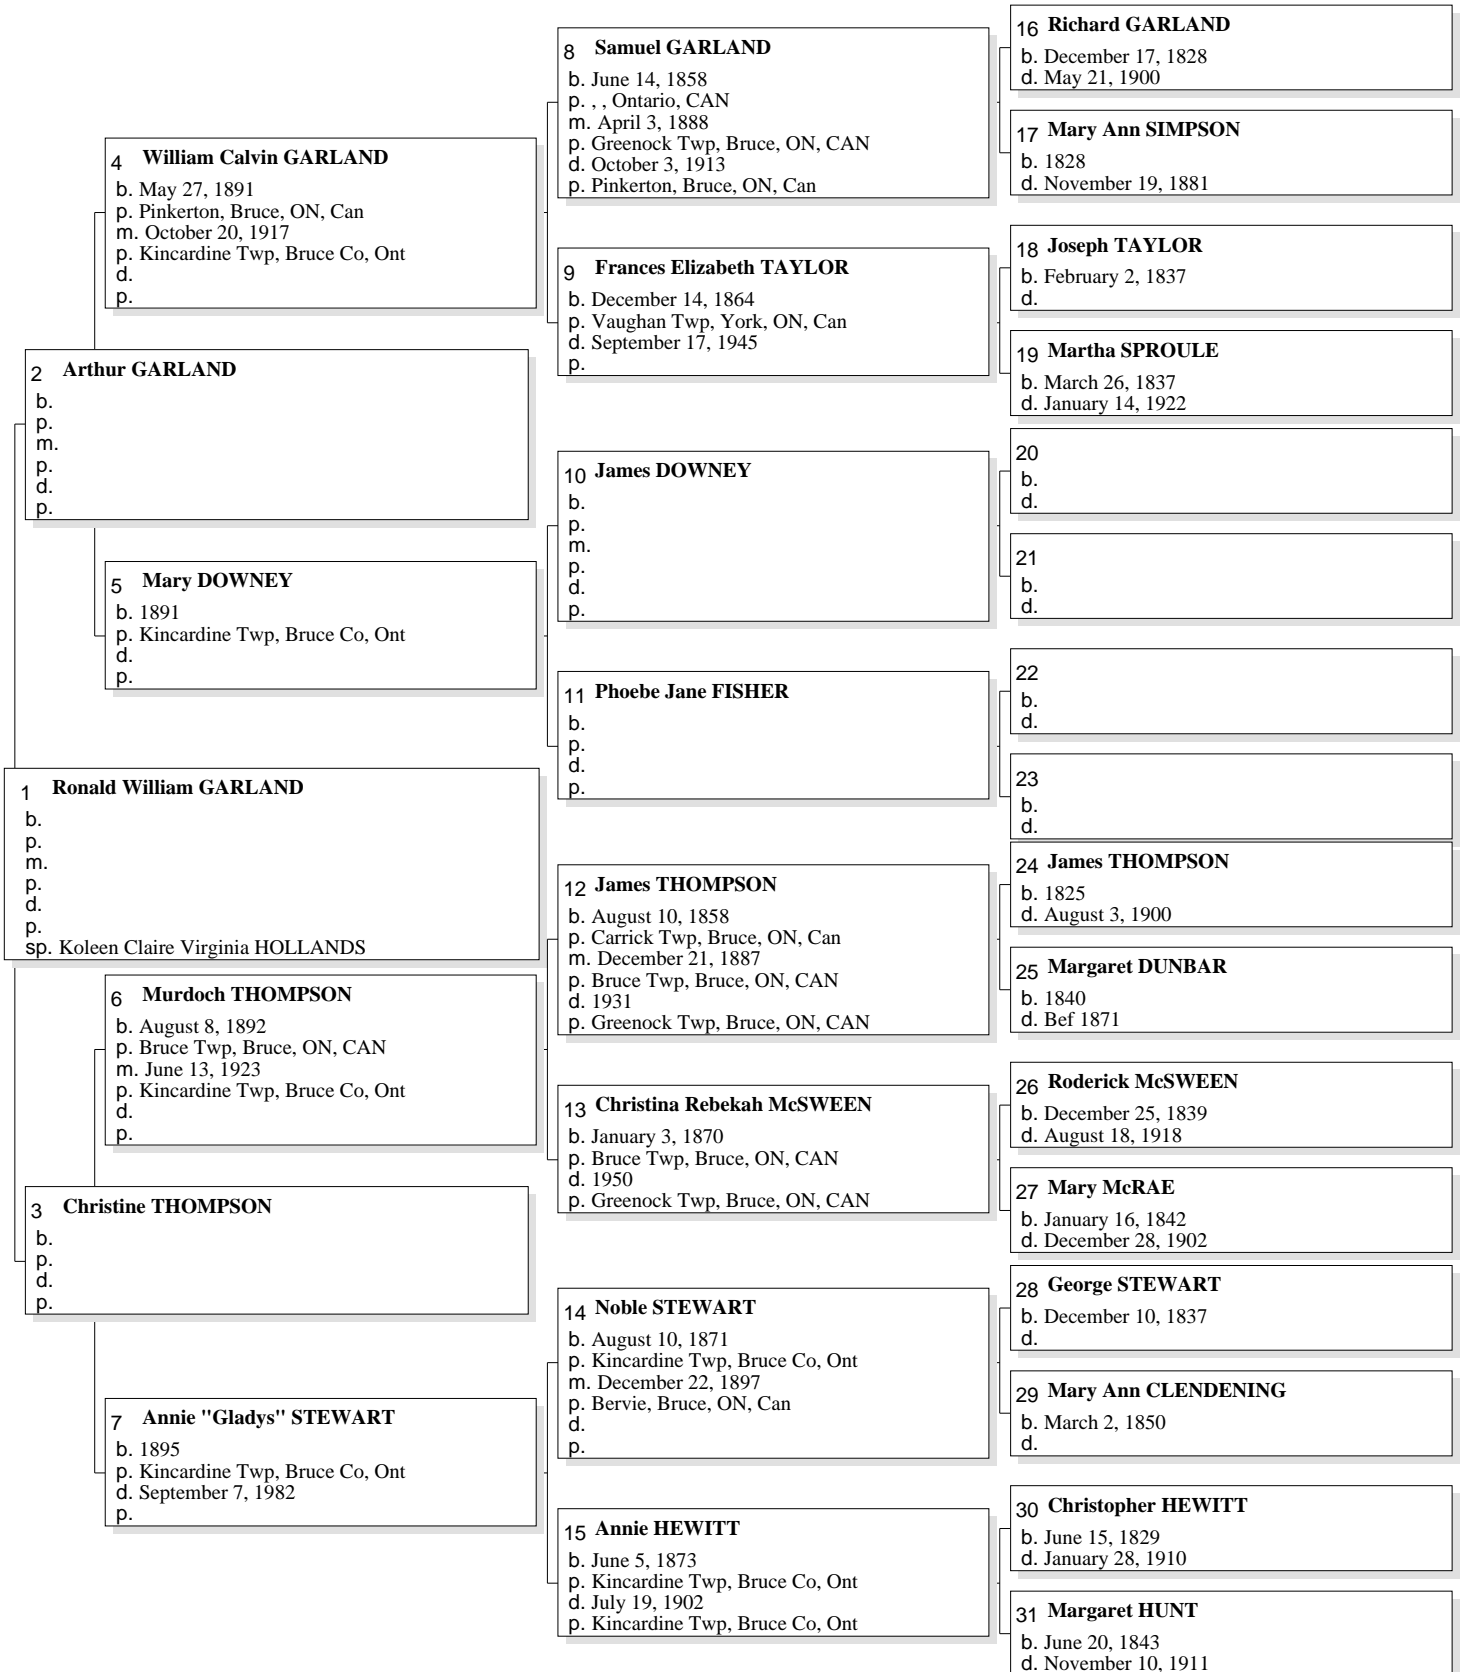 1 Ronald William GARLAND
b.
p.
m.
p.
d.
p.
sp. Koleen Claire Virginia HOLLANDS
2 Arthur GARLAND
b.
p.
m.
p.
d.
p.
3 Christine THOMPSON
b.
p.
d.
p.
4 William Calvin GARLAND
b. May 27, 1891
p. Pinkerton, Bruce, ON, Can
m. October 20, 1917
p. Kincardine Twp, Bruce Co, Ont
d.
p.
5 Mary DOWNEY
b. 1891
p. Kincardine Twp, Bruce Co, Ont
d.
p.
6 Murdoch THOMPSON
b. August 8, 1892
p. Bruce Twp, Bruce, ON, CAN
m. June 13, 1923
p. Kincardine Twp, Bruce Co, Ont
d.
p.
7 Annie "Gladys" STEWART
b. 1895
p. Kincardine Twp, Bruce Co, Ont
d. September 7, 1982
p.
8 Samuel GARLAND
b. June 14, 1858
p. , , Ontario, CAN
m. April 3, 1888
p. Greenock Twp, Bruce, ON, CAN
d. October 3, 1913
p. Pinkerton, Bruce, ON, Can
9 Frances Elizabeth TAYLOR
b. December 14, 1864
p. Vaughan Twp, York, ON, Can
d. September 17, 1945
p.
10 James DOWNEY
b.
p.
m.
p.
d.
p.
11 Phoebe Jane FISHER
b.
p.
d.
p.
12 James THOMPSON
b. August 10, 1858
p. Carrick Twp, Bruce, ON, Can
m. December 21, 1887
p. Bruce Twp, Bruce, ON, CAN
d. 1931
p. Greenock Twp, Bruce, ON, CAN
13 Christina Rebekah McSWEEN
b. January 3, 1870
p. Bruce Twp, Bruce, ON, CAN
d. 1950
p. Greenock Twp, Bruce, ON, CAN
14 Noble STEWART
b. August 10, 1871
p. Kincardine Twp, Bruce Co, Ont
m. December 22, 1897
p. Bervie, Bruce, ON, Can
d.
p.
15 Annie HEWITT
b. June 5, 1873
p. Kincardine Twp, Bruce Co, Ont
d. July 19, 1902
p. Kincardine Twp, Bruce Co, Ont
16 Richard GARLAND
b. December 17, 1828
d. May 21, 1900
17 Mary Ann SIMPSON
b. 1828
d. November 19, 1881
18 Joseph TAYLOR
b. February 2, 1837
d.
19 Martha SPROULE
b. March 26, 1837
d. January 14, 1922
20
b.
d.
21
b.
d.
22
b.
d.
23
b.
d.
24 James THOMPSON
b. 1825
d. August 3, 1900
25 Margaret DUNBAR
b. 1840
d. Bef 1871
26 Roderick McSWEEN
b. December 25, 1839
d. August 18, 1918
27 Mary McRAE
b. January 16, 1842
d. December 28, 1902
28 George STEWART
b. December 10, 1837
d.
29 Mary Ann CLENDENING
b. March 2, 1850
d.
30 Christopher HEWITT
b. June 15, 1829
d. January 28, 1910
31 Margaret HUNT
b. June 20, 1843
d. November 10, 1911